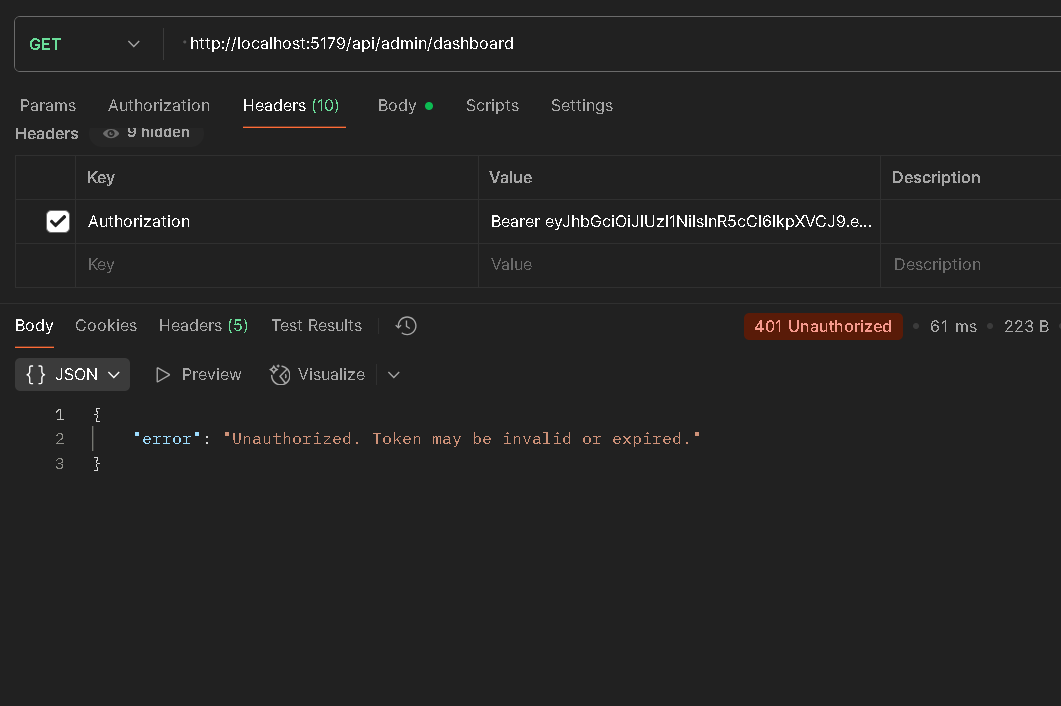 GET http://localhost:5179/api/admin/dashboard
Params Authorization Headers (10) Body Scripts Settings
Headers 9 hidden
Key Value Description
Authorization Bearer eyJhbGciOiJIUzI1NiIsInR5cCI6IkpXVCJ9.e...
Key Value Description
Body Cookies Headers (5) Test Results 401 Unauthorized 61 ms 223 B
{} JSON Preview Visualize
1 {
2 "error": "Unauthorized. Token may be invalid or expired."
3 }